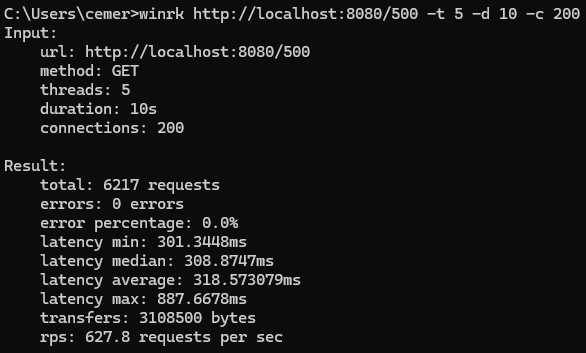 C:\Users\cemer>winrk http://localhost:8080/500 -t 5 -d 10 -c 200
Input:
    url: http://localhost:8080/500
    method: GET
    threads: 5
    duration: 10s
    connections: 200

Result:
    total: 6217 requests
    errors: 0 errors
    error percentage: 0.0%
    latency min: 301.3448ms
    latency median: 308.8747ms
    latency average: 318.573079ms
    latency max: 887.6678ms
    transfers: 3108500 bytes
    rps: 627.8 requests per sec